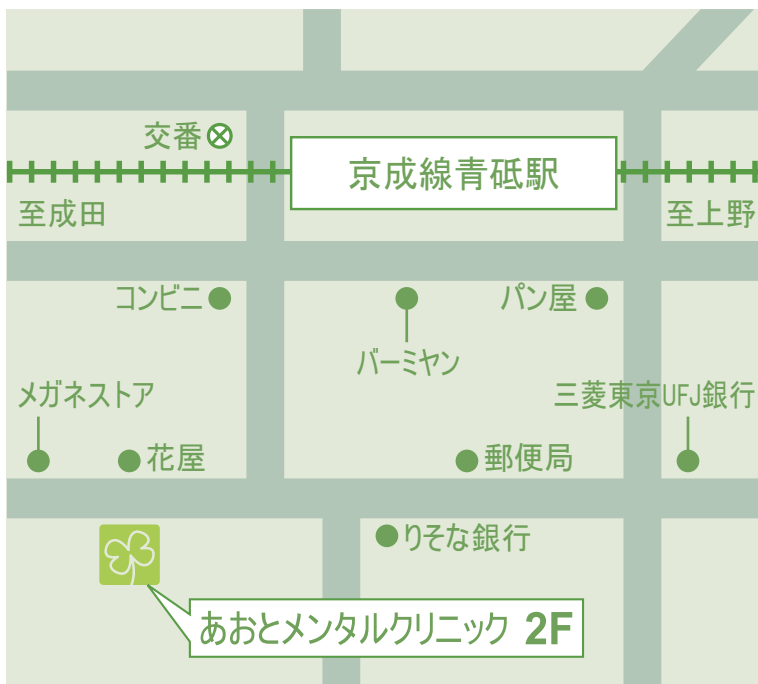 交番
京成線青砥駅
至成田
至上野
コンビニ
パン屋
バーミヤン
メガネストア
三菱東京UFJ銀行
花屋
郵便局
りそな銀行
あおとメンタルクリニック 2F